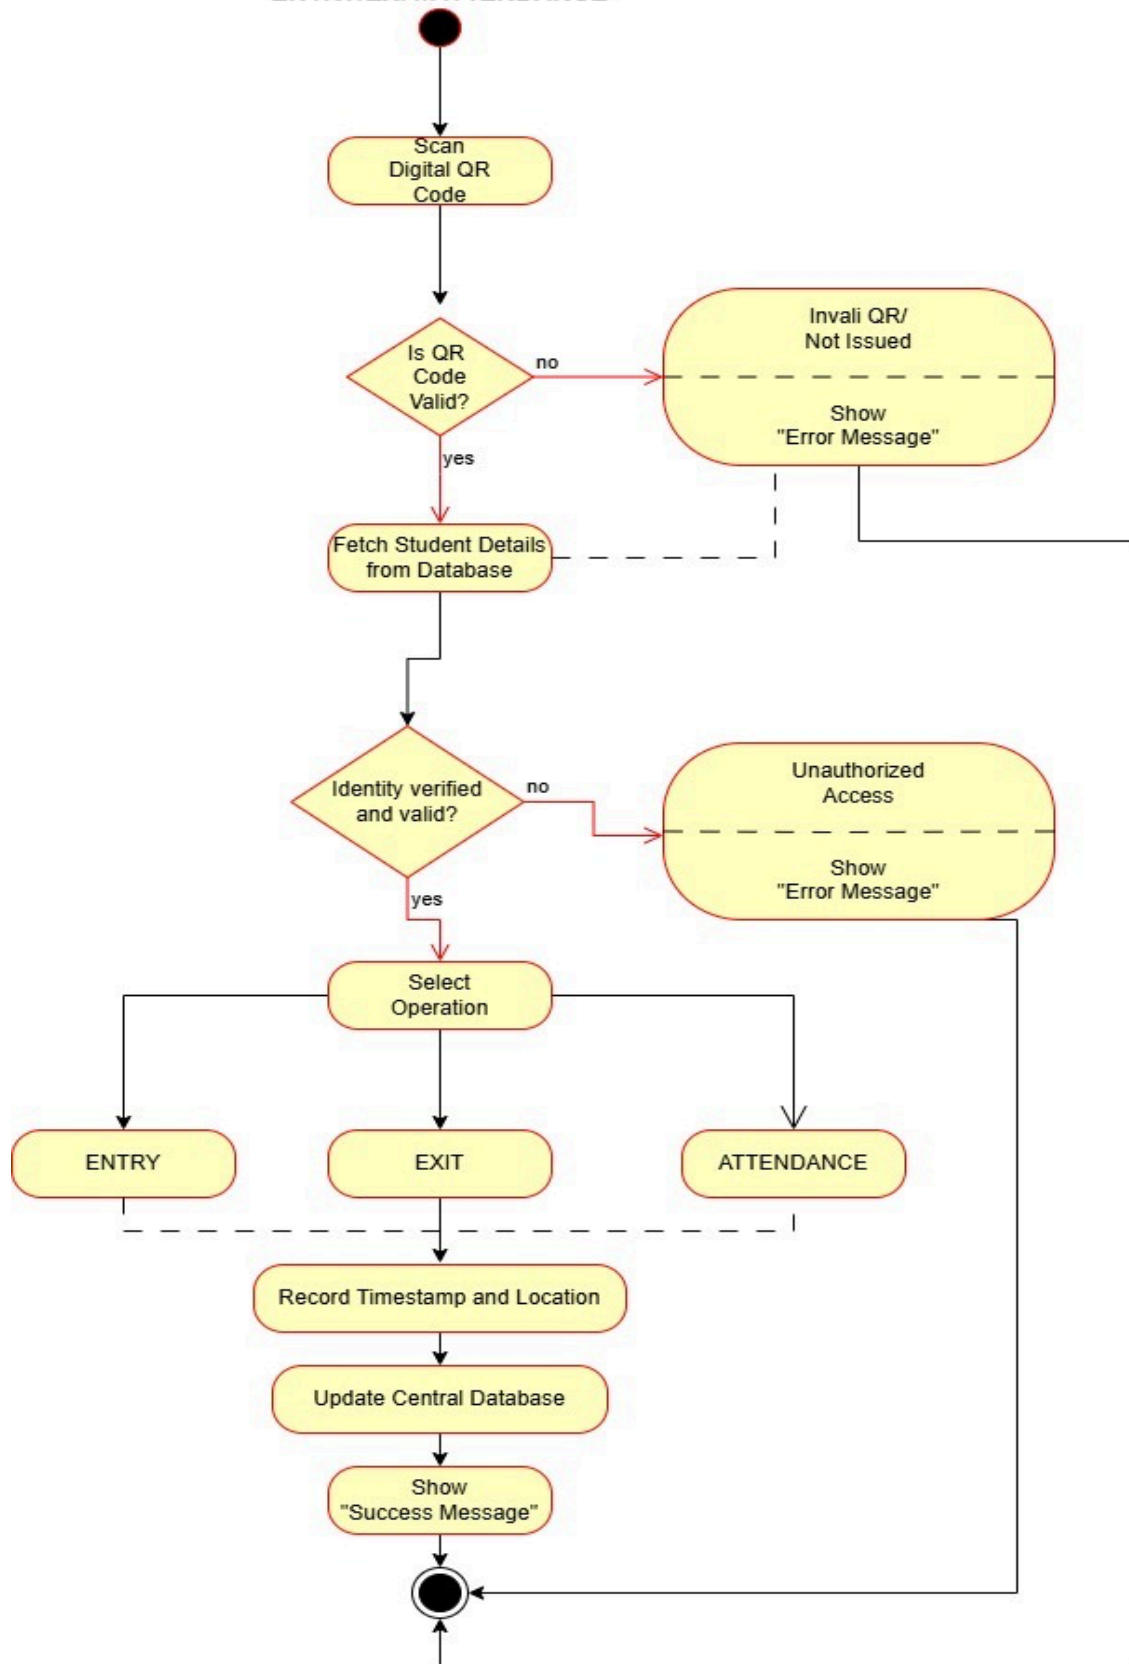 Scan
Digital QR
Code
Is QR
Code
Valid?
no
Invali QR/
Not Issued
Show
"Error Message"
yes
Fetch Student Details
from Database
Identity verified
and valid?
no
Unauthorized
Access
Show
"Error Message"
yes
Select
Operation
ENTRY
EXIT
ATTENDANCE
Record Timestamp and Location
Update Central Database
Show
"Success Message"